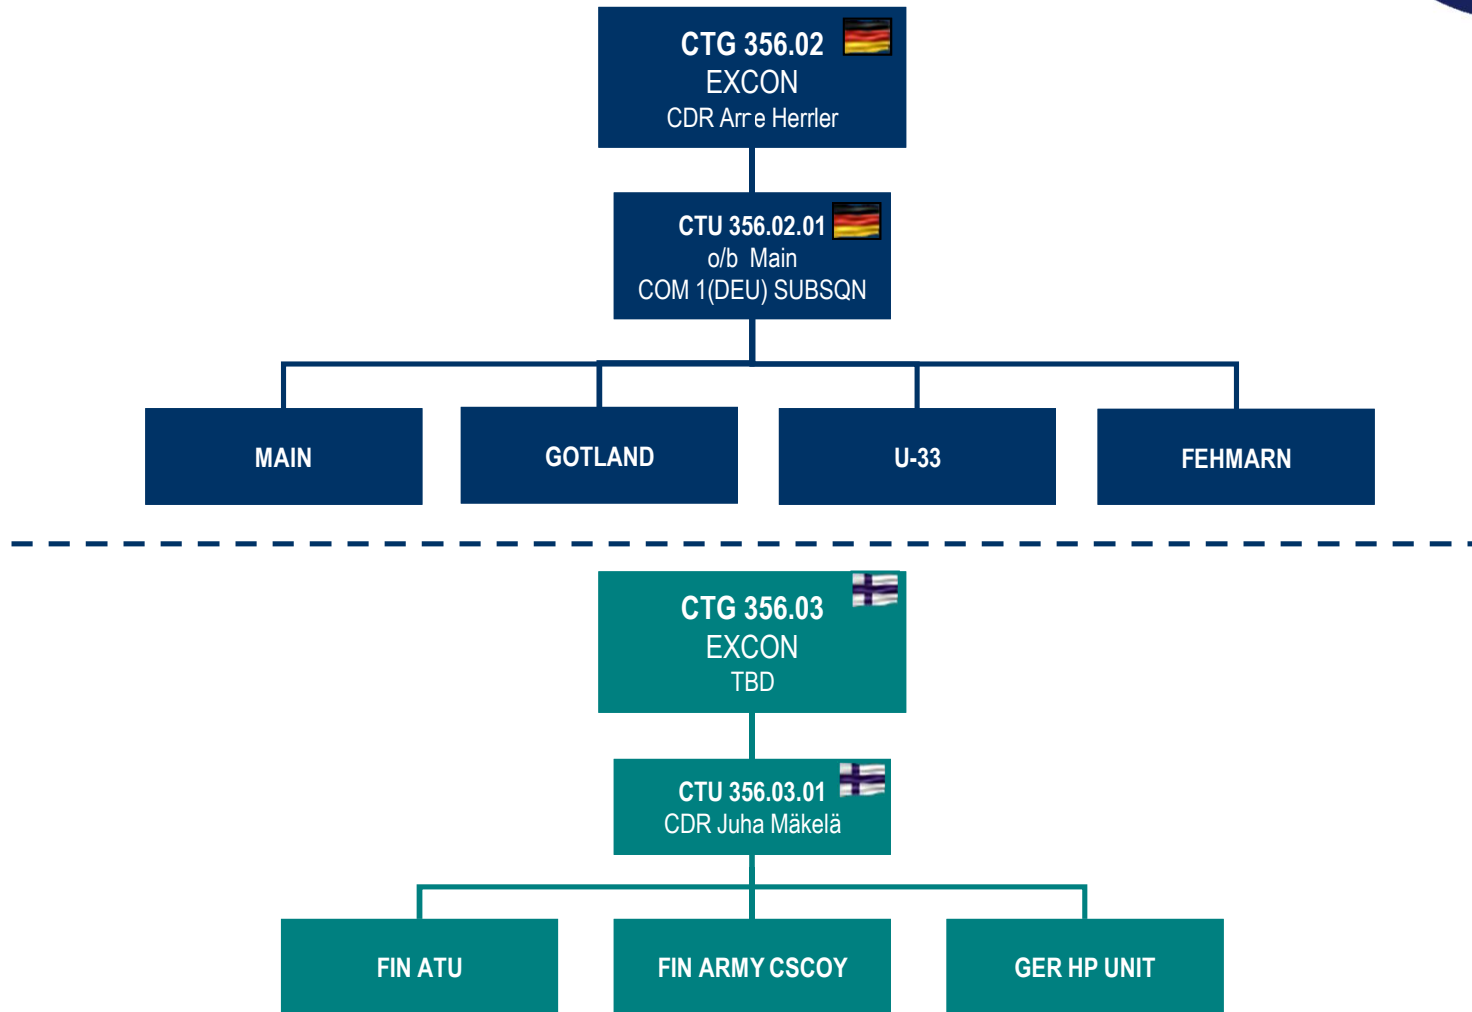 CTG 356.02
EXCON
CDR Arne Herrler
CTU 356.02.01
o/b Main
COM 1(DEU) SUBSQN
MAIN
GOTLAND
U-33
FEHMARN
CTG 356.03
EXCON
TBD
CTU 356.03.01
CDR Juha Mäkelä
FIN ATU
FIN ARMY CSCOY
GER HP UNIT